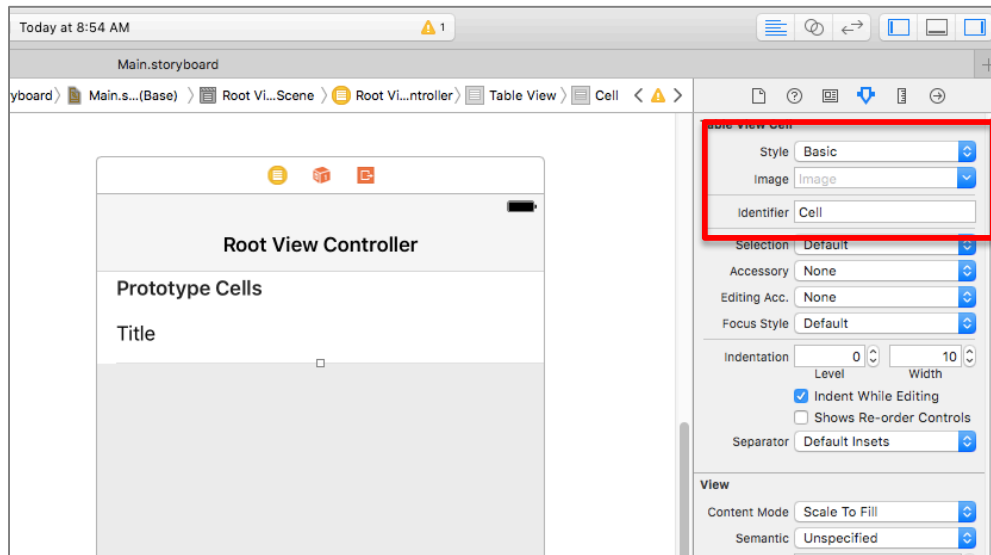 Today at 8:54 AM
1
Main.storyboard
yboard) Main.s...(Base) Root Vi...Scene Root Vi...ntroller Table View Cell
Table View Cell
Style Basic
Image Image
Identifier Cell
Selection Default
Accessory None
Editing Acc. None
Focus Style Default
Indentation 0 10
Level Width
Indent While Editing
Shows Re-order Controls
Separator Default Insets
View
Content Mode Scale To Fill
Semantic Unspecified
Root View Controller
Prototype Cells
Title